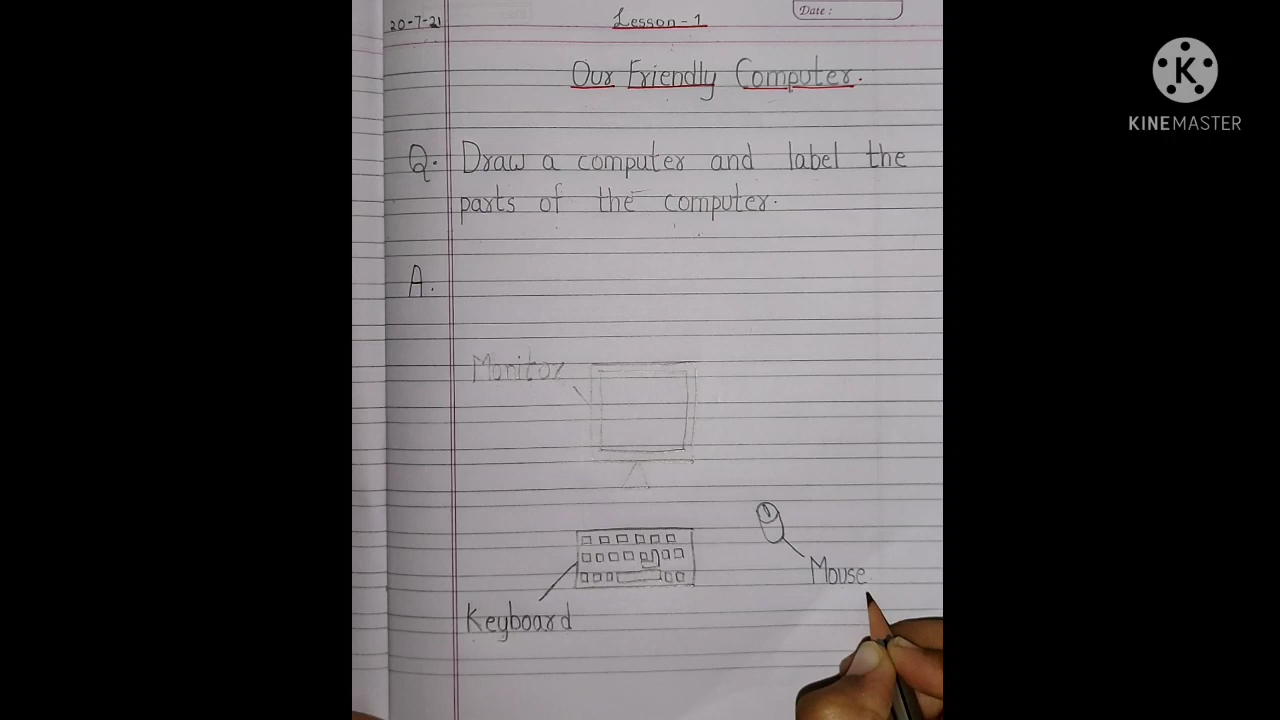 20-7-21
Lesson-1
Date :
Our Friendly Computer.
Q. Draw a computer and label the
parts of the computer.
A.
Monitor
Mouse
Keyboard
K
KINEMASTER